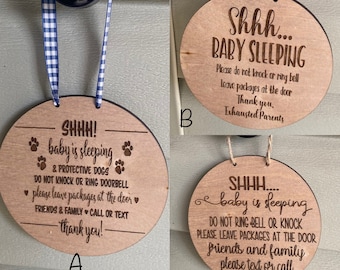 SHHH!
baby is sleeping
& PROTECTIVE DOGS
DO NOT KNOCK OR RING DOORBELL
please leave packages at the door
FRIENDS & FAMILY • CALL OR TEXT
thank you!
A
Shhh...
BABY SLEEPING
Please do not knock or ring bell
Leave packages at the door
Thank you,
Exhausted Parents
B
SHHH....
baby is sleeping
DO NOT RING BELL OR KNOCK
PLEASE LEAVE PACKAGES AT THE DOOR
friends and family
please text or call